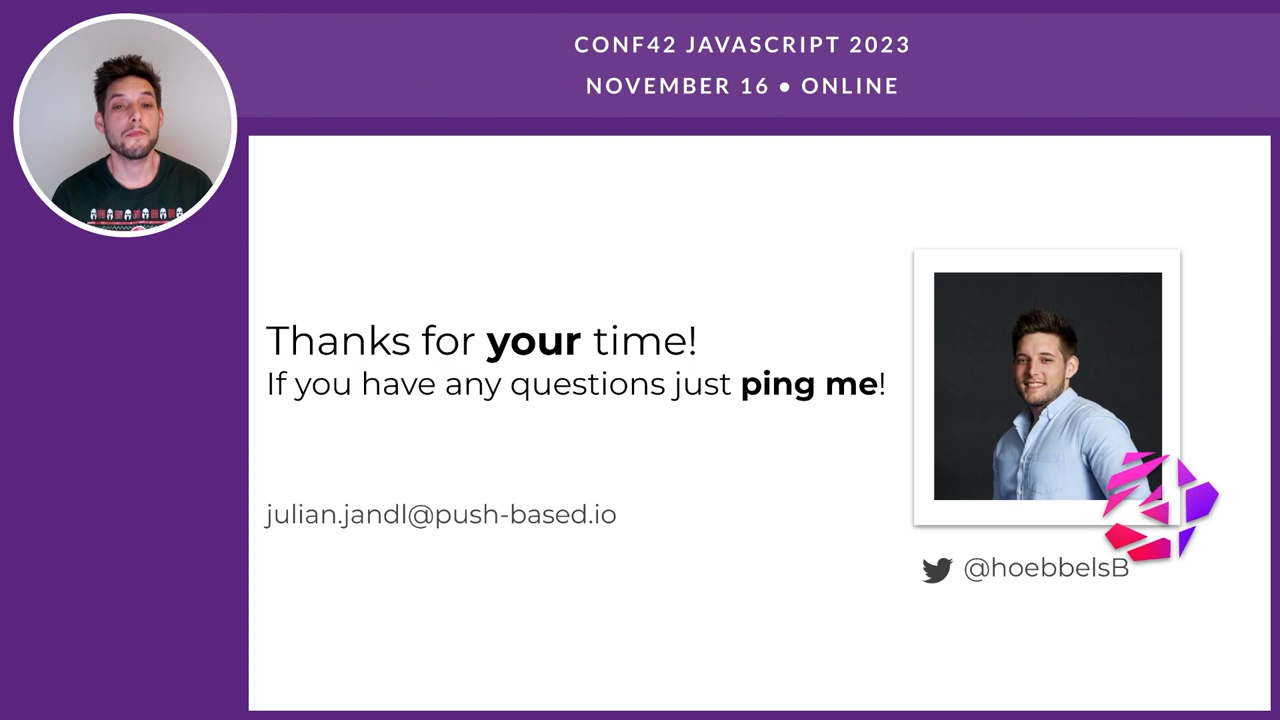 CONF42 JAVASCRIPT 2023
NOVEMBER 16 • ONLINE
Thanks for your time!
If you have any questions just ping me!
julian.jandl@push-based.io
@hoebbelsB